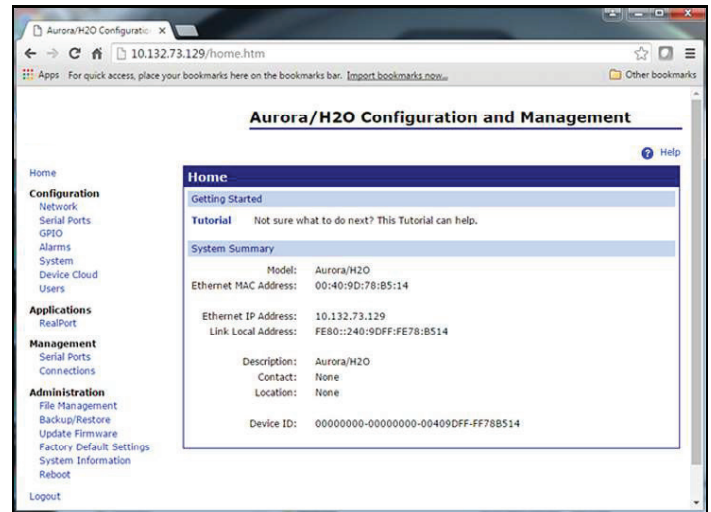 Aurora/H2O Configuratio
10.132.73.129/home.htm
Apps For quick access, place your bookmarks here on the bookmarks bar. Import bookmarks now... Other bookmarks
Aurora/H2O Configuration and Management
Help
Home
Configuration
Network
Serial Ports
GPIO
Alarms
System
Device Cloud
Users
Applications
RealPort
Management
Serial Ports
Connections
Administration
File Management
Backup/Restore
Update Firmware
Factory Default Settings
System Information
Reboot
Logout
Home
Getting Started
Tutorial Not sure what to do next? This Tutorial can help.
System Summary
Model: Aurora/H2O
Ethernet MAC Address: 00:40:9D:78:B5:14
Ethernet IP Address: 10.132.73.129
Link Local Address: FE80::240:9DFF:FE78:B514
Description: Aurora/H2O
Contact: None
Location: None
Device ID: 00000000-00000000-00409DFF-FF78B514